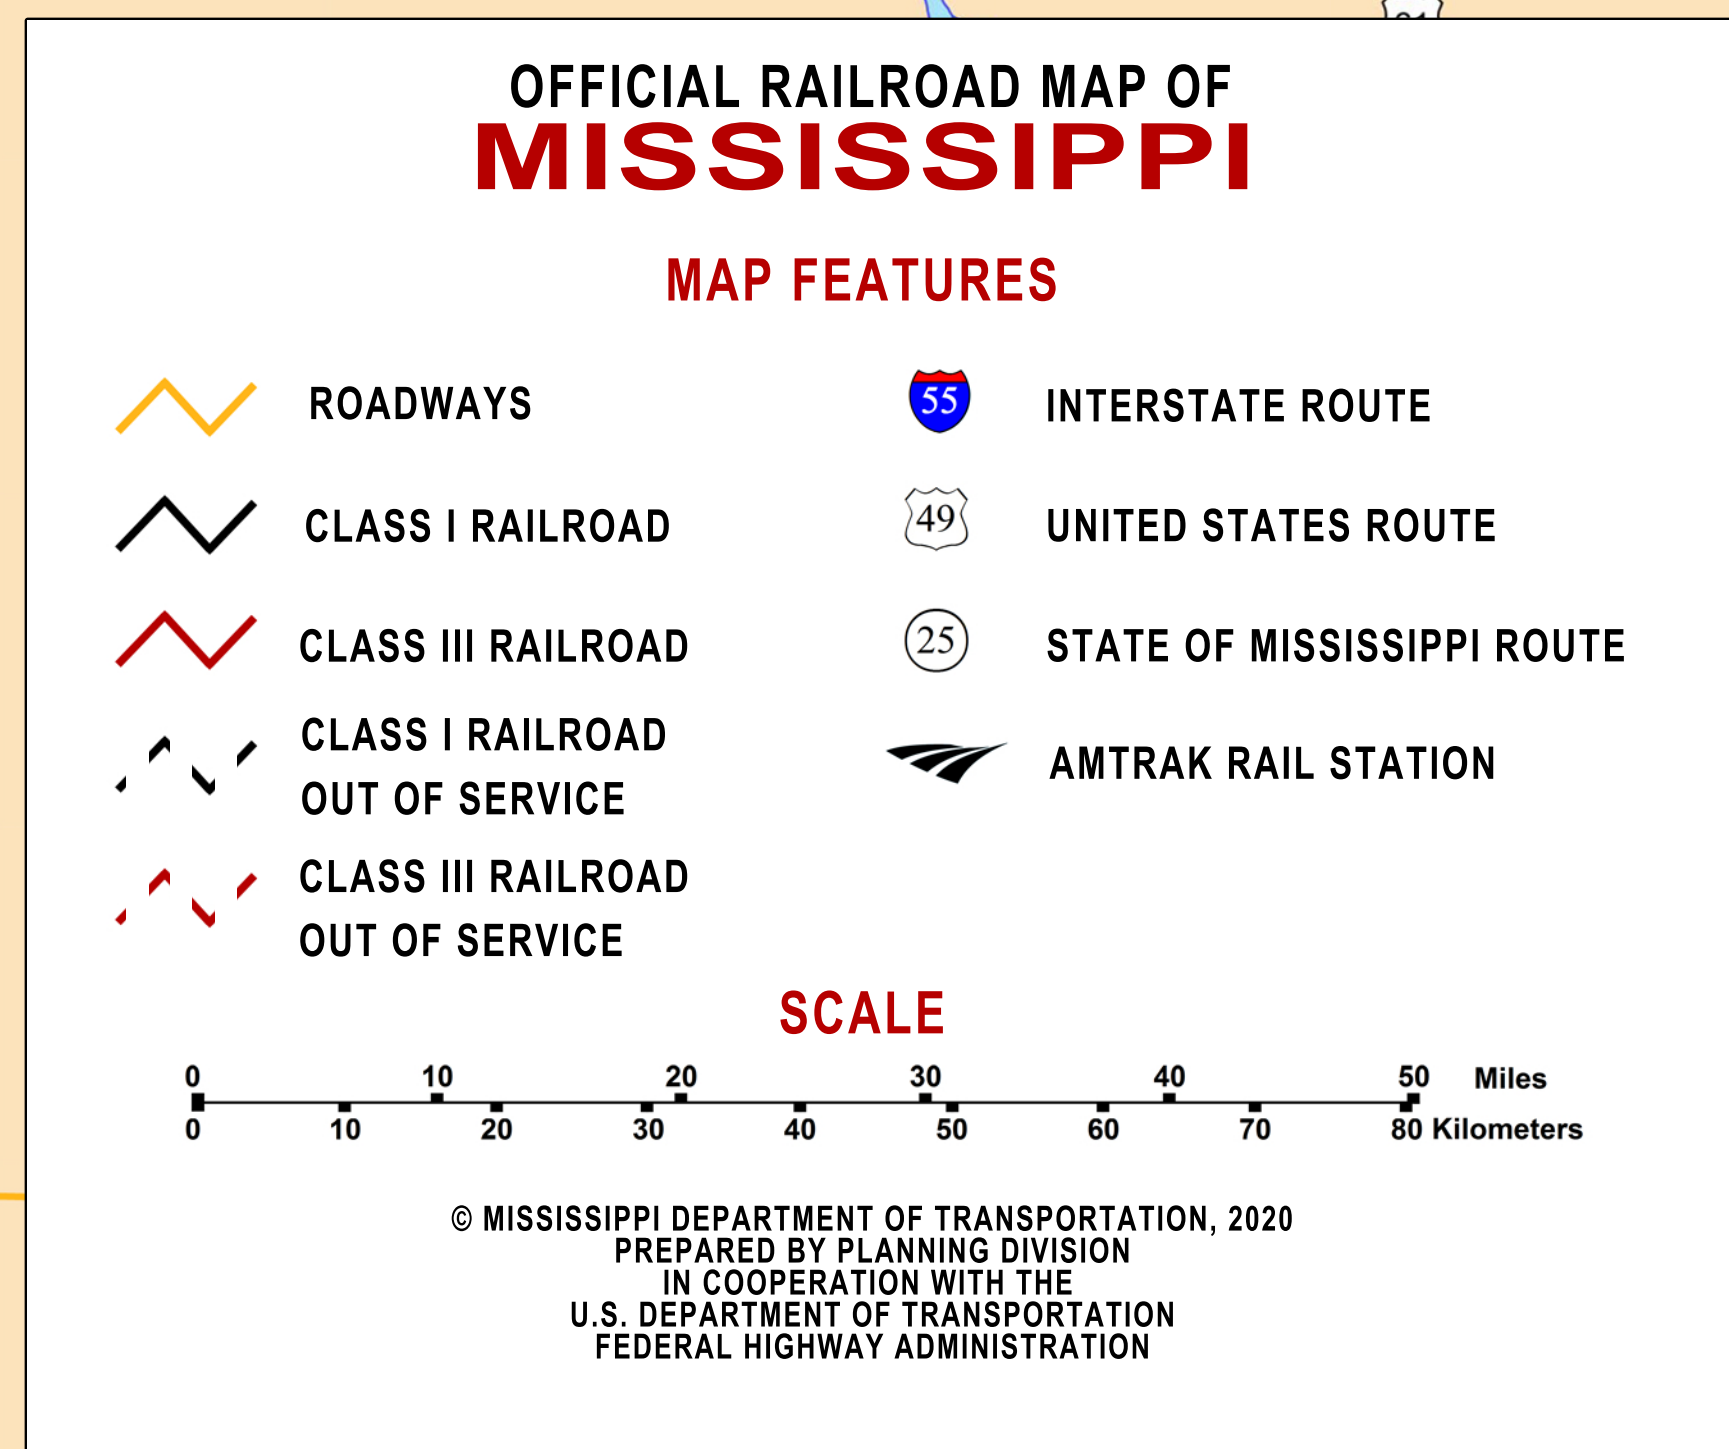 OFFICIAL RAILROAD MAP OF
MISSISSIPPI
MAP FEATURES
ROADWAYS
CLASS I RAILROAD
CLASS III RAILROAD
CLASS I RAILROAD
OUT OF SERVICE
CLASS III RAILROAD
OUT OF SERVICE
55 INTERSTATE ROUTE
49 UNITED STATES ROUTE
25 STATE OF MISSISSIPPI ROUTE
AMTRAK RAIL STATION
SCALE
0 10 20 30 40 50 Miles
0 10 20 30 40 50 60 70 80 Kilometers
© MISSISSIPPI DEPARTMENT OF TRANSPORTATION, 2020
PREPARED BY PLANNING DIVISION
IN COOPERATION WITH THE
U.S. DEPARTMENT OF TRANSPORTATION
FEDERAL HIGHWAY ADMINISTRATION